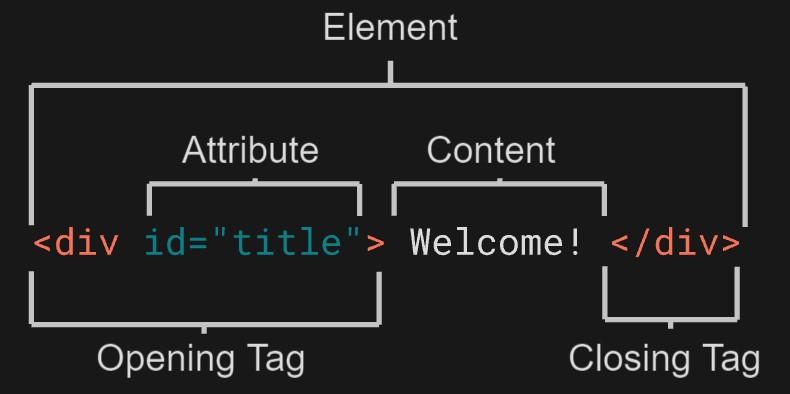 Element
Attribute Content
<div id="title"> Welcome! </div>
Opening Tag Closing Tag